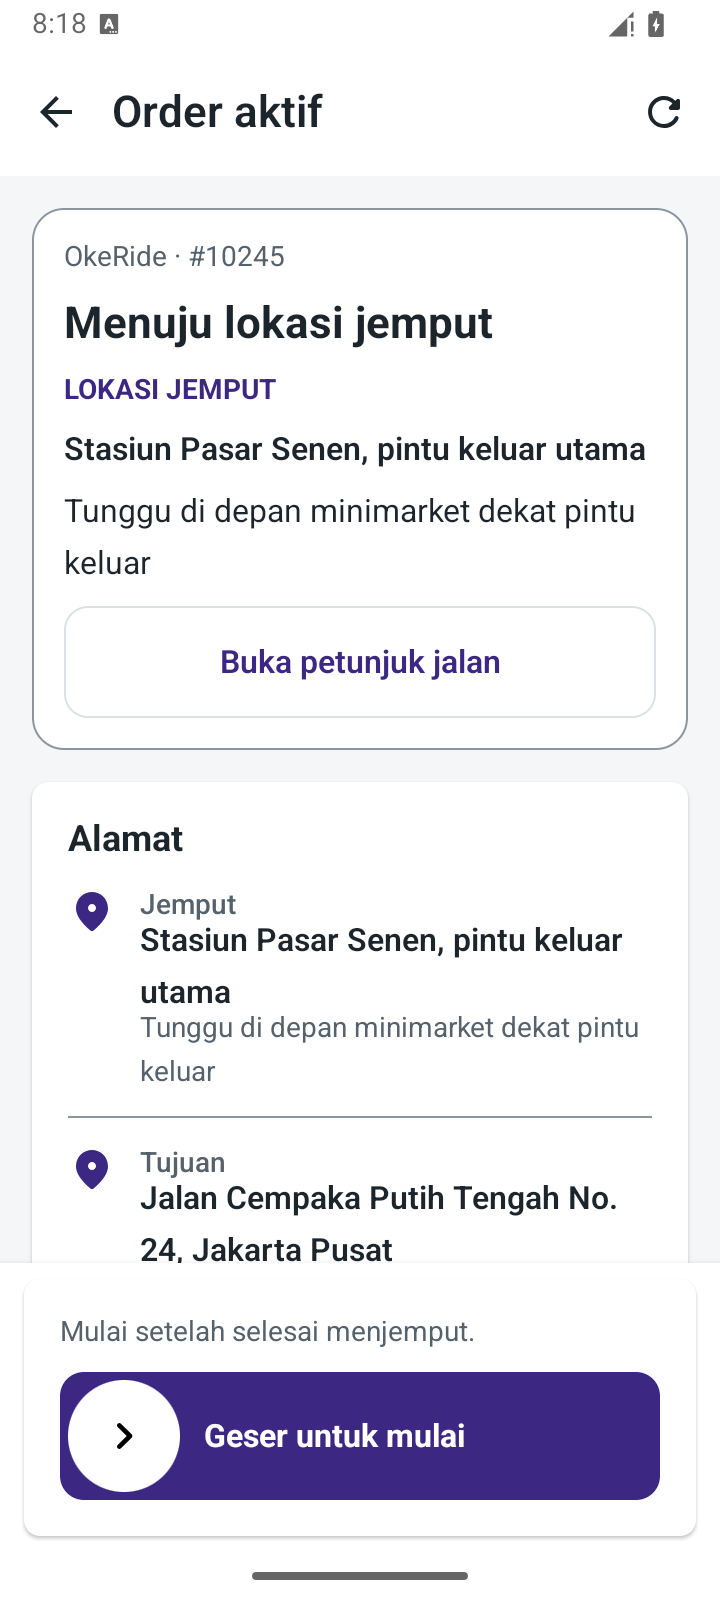 8:18
Order aktif
OkeRide · #10245
Menuju lokasi jemput
LOKASI JEMPUT
Stasiun Pasar Senen, pintu keluar utama
Tunggu di depan minimarket dekat pintu
keluar
Buka petunjuk jalan
Alamat
Jemput
Stasiun Pasar Senen, pintu keluar
utama
Tunggu di depan minimarket dekat pintu
keluar
Tujuan
Jalan Cempaka Putih Tengah No.
24, Jakarta Pusat
Mulai setelah selesai menjemput.
Geser untuk mulai